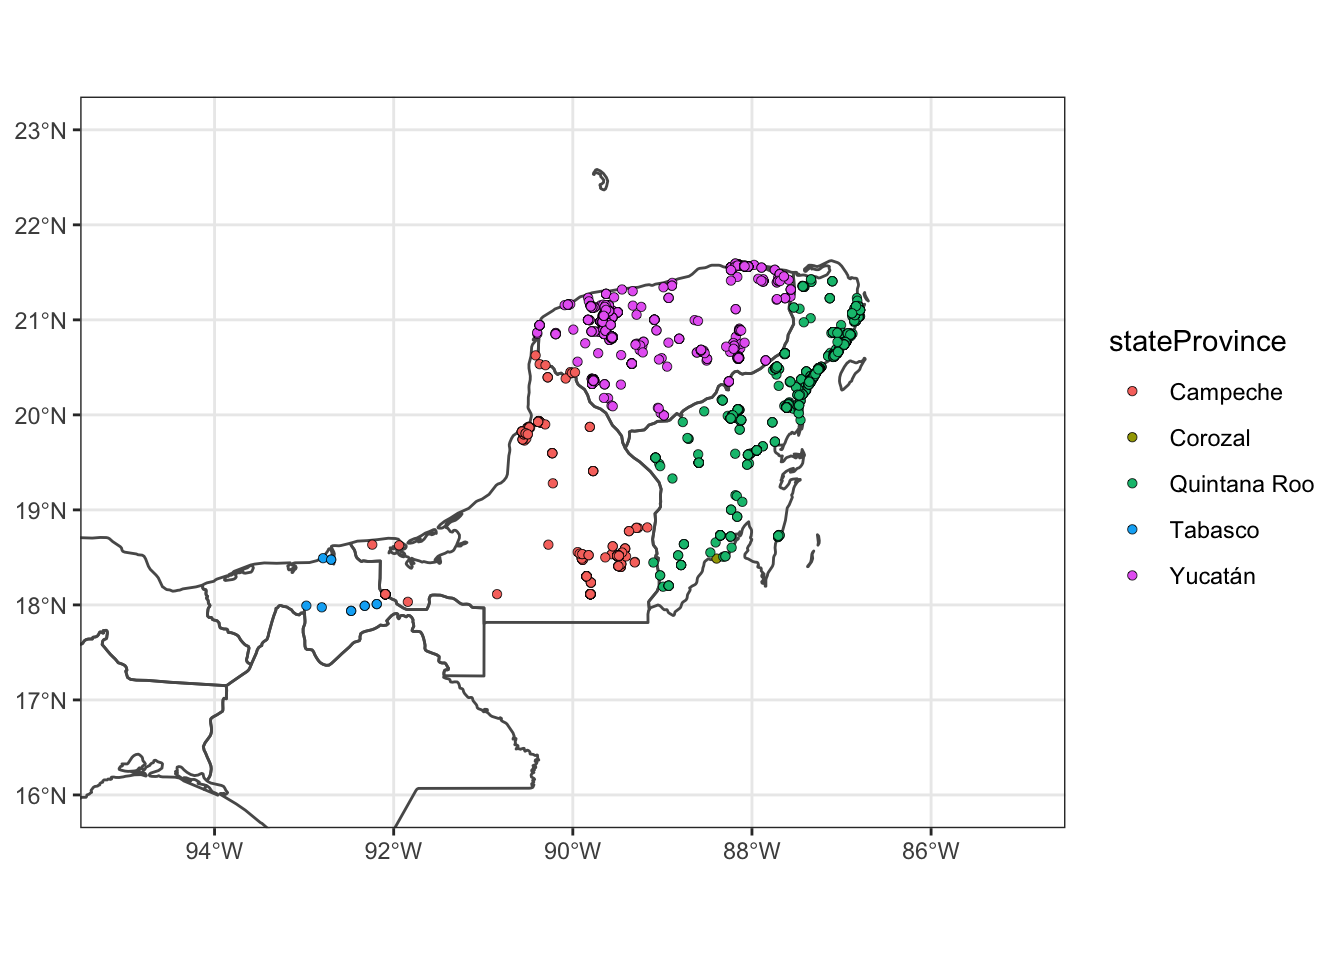 23°N
22°N
21°N
20°N
19°N
18°N
17°N
16°N
94°W 92°W 90°W 88°W 86°W
stateProvince
Campeche
Corozal
Quintana Roo
Tabasco
Yucatán